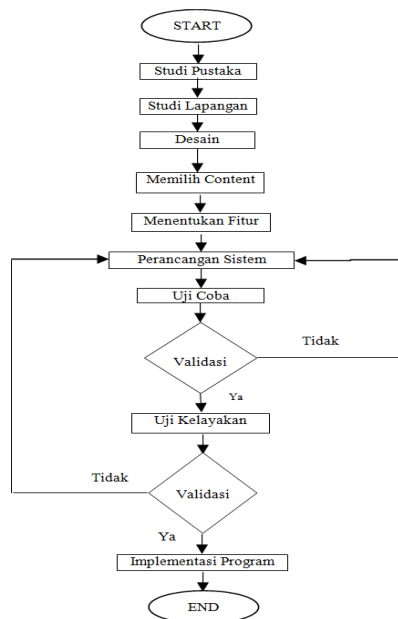 START
Studi Pustaka
Studi Lapangan
Desain
Memilih Content
Menentukan Fitur
Perancangan Sistem
Uji Coba
Validasi
Tidak
Ya
Uji Kelayakan
Tidak
Validasi
Ya
Implementasi Program
END